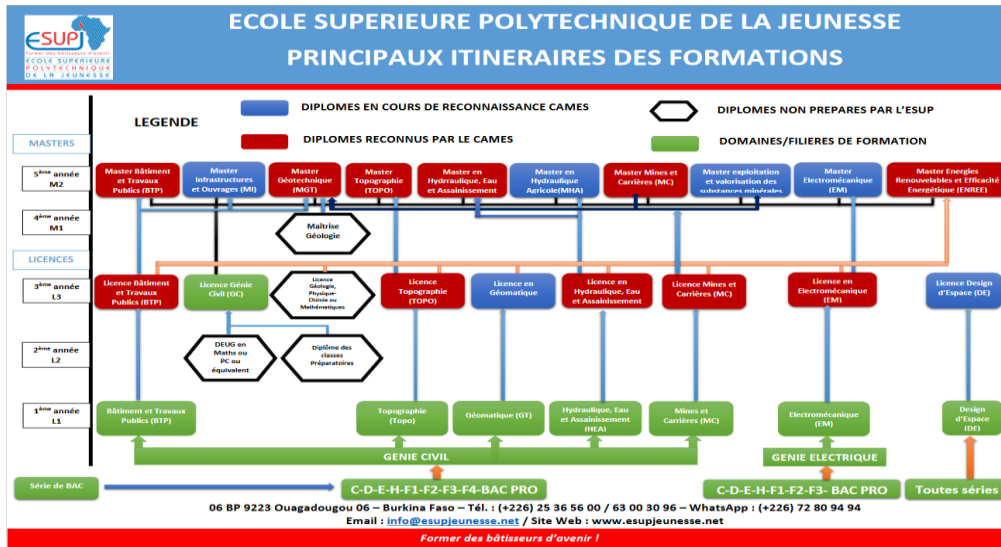 ECOLE SUPERIEURE POLYTECHNIQUE DE LA JEUNESSE
PRINCIPAUX ITINERAIRES DES FORMATIONS
ESUPJ
Former des bâtisseurs d'avenir
ECOLE SUPERIEURE
POLYTECHNIQUE
DE LA JEUNESSE
LEGENDE
DIPLOMES EN COURS DE RECONNAISSANCE CAMES
DIPLOMES NON PREPARES PAR L'ESUP
DIPLOMES RECONNUS PAR LE CAMES
DOMAINES/FILIERES DE FORMATION
MASTERS
5ème année
M2
Master Bâtiment
et Travaux
Publics (BTP)
Master
Infrastructures
et Ouvrages (MI)
Master
Géotechnique
(MGT)
Master
Topographie
(TOPO)
Master en
Hydraulique, Eau
et Assainissement
Master en
Hydraulique
Agricole(MHA)
Master Mines et
Carrières (MC)
Master exploitation
et valorisation des
substances minérales
Master
Electromécanique
(EM)
Master Energies
Renouvelables et Efficacité
Energétique (ENREE)
4ème année
M1
Maîtrise
Géologie
LICENCES
3ème année
L3
Licence Bâtiment
et Travaux
Publics (BTP)
Licence Génie
Civil (GC)
Licence
Géologie,
Physique-
Chimie ou
Mathématiques
Licence
Topographie
(TOPO)
Licence en
Géomatique
Licence en
Hydraulique, Eau
et Assainissement
Licence Mines et
Carrières (MC)
Licence en
Electromécanique
(EM)
Licence Design
d'Espace (DE)
2ème année
L2
DEUG en
Maths ou
PC ou
équivalent
Diplôme des
classes
Préparatoires
1ème année
L1
Bâtiment et Travaux
Publics (BTP)
Topographie
(Topo)
Géomatique (GT)
Hydraulique, Eau
et Assainissement
(HEA)
Mines et
Carrières (MC)
Electromécanique
(EM)
Design
d'Espace
(DE)
GENIE CIVIL
GENIE ELECTRIQUE
Série de BAC
C-D-E-H-F1-F2-F3-F4-BAC PRO
C-D-E-H-F1-F2-F3- BAC PRO
Toutes séries
06 BP 9223 Ouagadougou 06 – Burkina Faso – Tél. : (+226) 25 36 56 00 / 63 00 30 96 – WhatsApp : (+226) 72 80 94 94
Email : info@esupjeunesse.net / Site Web : www.esupjeunesse.net
Former des bâtisseurs d'avenir !